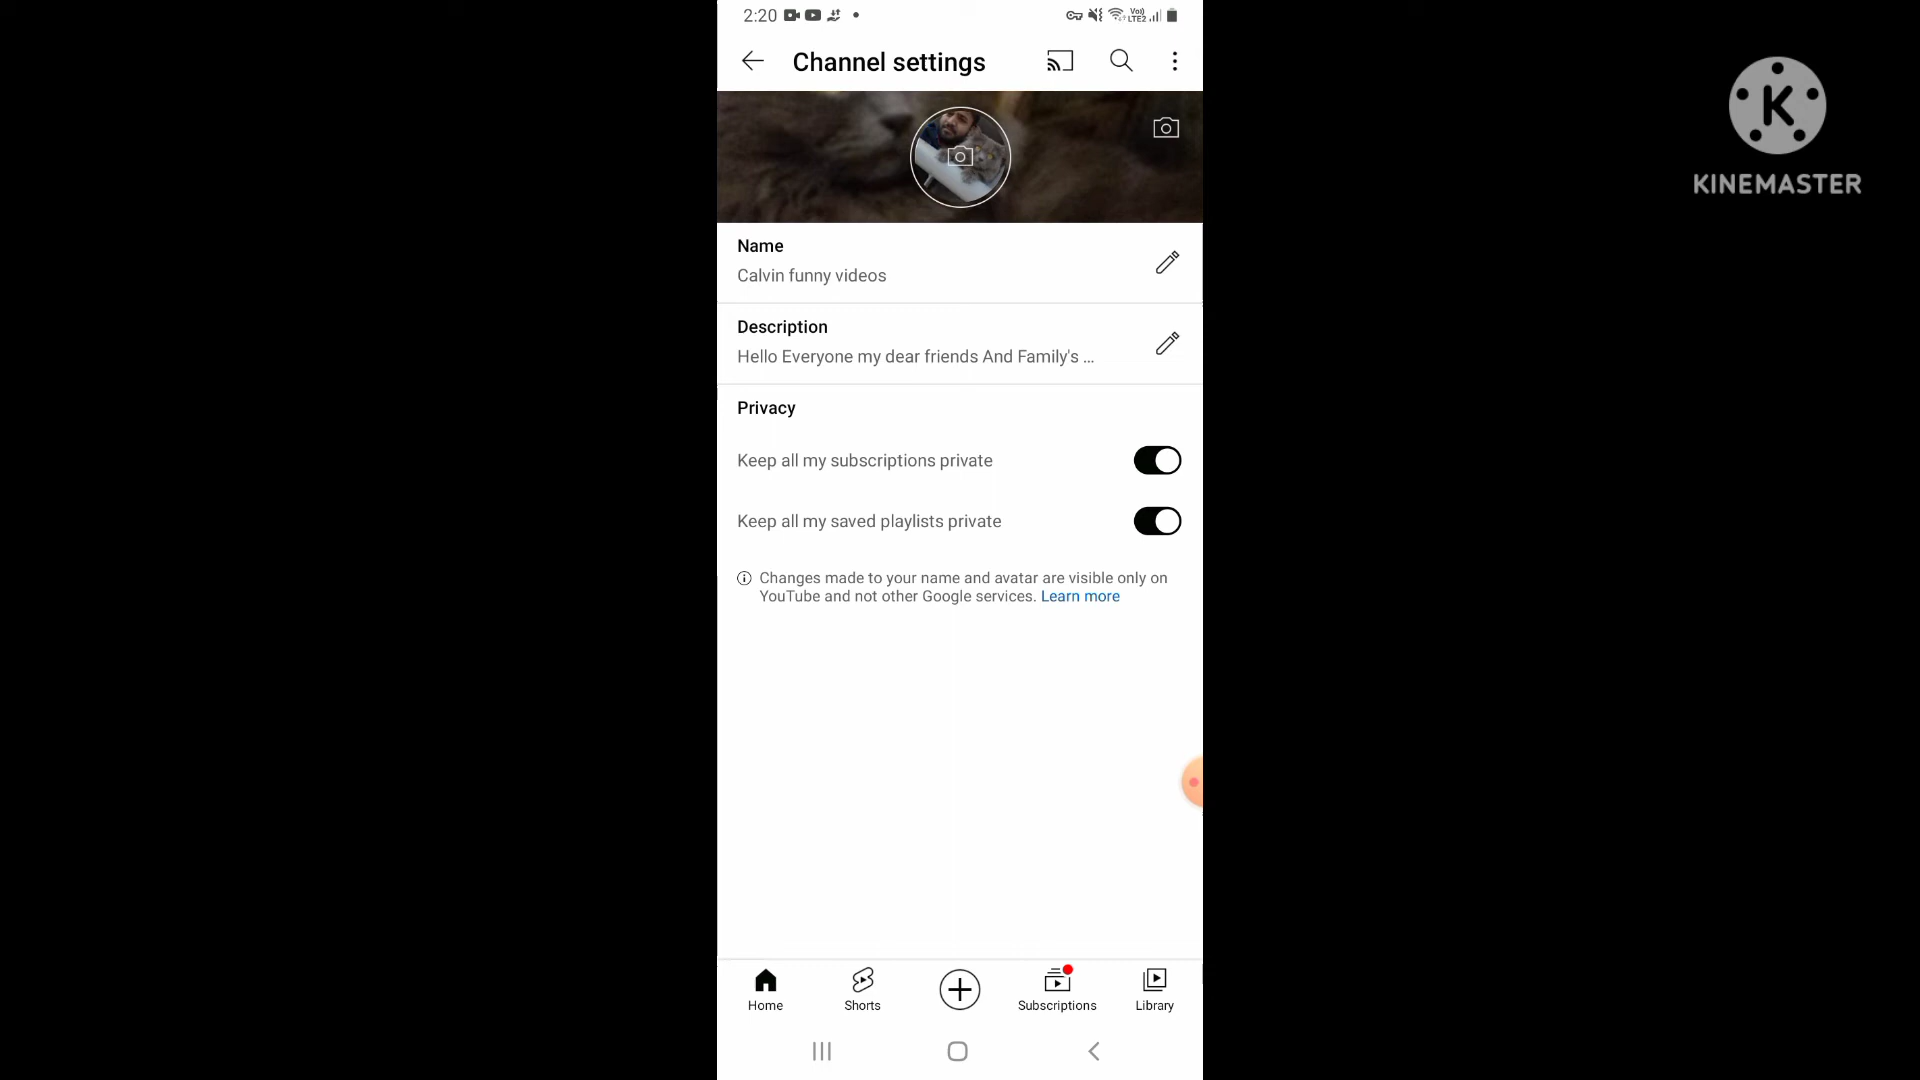 2:20
Vo))
LTE2
Channel settings
K
KINEMASTER
Name
Calvin funny videos
Description
Hello Everyone my dear friends And Family's ...
Privacy
Keep all my subscriptions private
Keep all my saved playlists private
Changes made to your name and avatar are visible only on
YouTube and not other Google services. Learn more
Home
Shorts
Subscriptions
Library